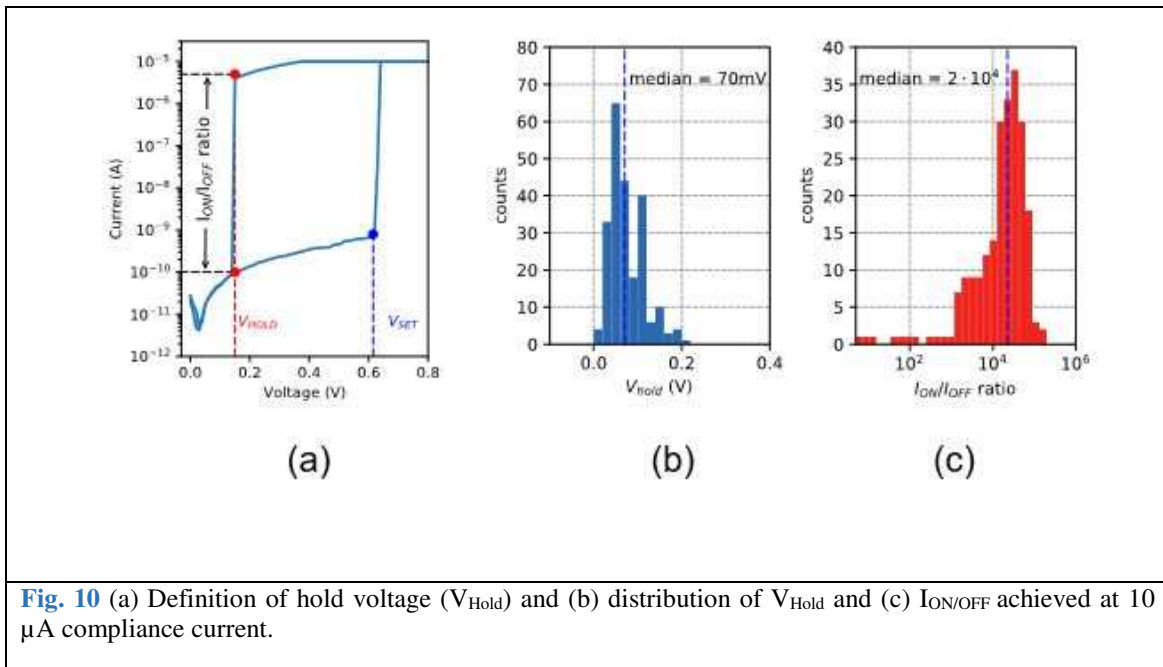 10⁻⁵
10⁻⁶
10⁻⁷
10⁻⁸
10⁻⁹
10⁻¹⁰
10⁻¹¹
10⁻¹²
Current (A)
I_ON/I_OFF ratio
V_HOLD
V_SET
0.0 0.2 0.4 0.6 0.8
Voltage (V)
(a)
80
70
60
50
40
30
20
10
0
counts
median = 70mV
0.0 0.2 0.4
V_hold (V)
(b)
40
35
30
25
20
15
10
5
0
counts
median = 2 · 10⁴
10² 10⁴ 10⁶
I_ON/I_OFF ratio
(c)
Fig. 10 (a) Definition of hold voltage (V_Hold) and (b) distribution of V_Hold and (c) I_ON/OFF achieved at 10
µA compliance current.